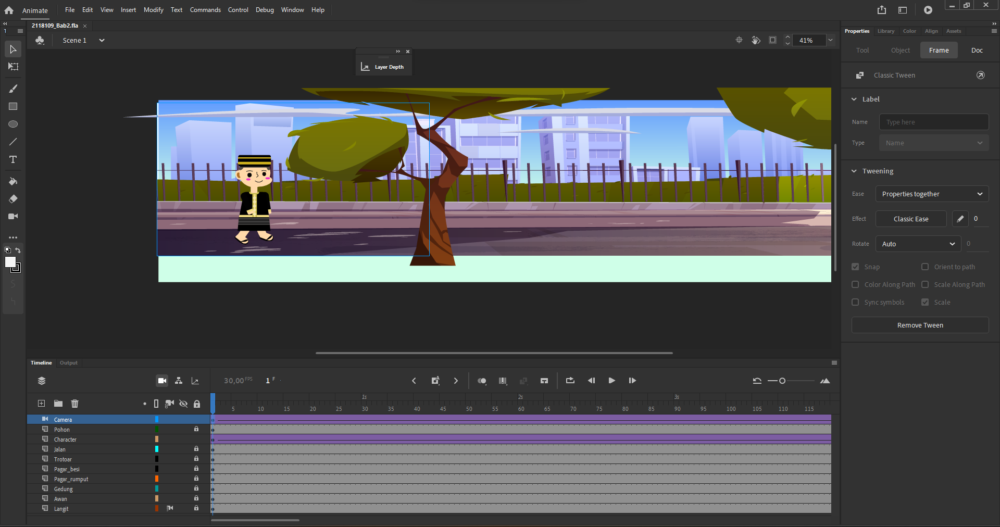 Animate File Edit View Insert Modify Text Commands Control Debug Window Help
2118109_Bab2.fla
Scene 1
41%
Layer Depth
Properties Library Color Align Assets
Tool Object Frame Doc
Classic Tween
Label
Name Type here
Type Name
Tweening
Ease Properties together
Effect Classic Ease 0
Rotate Auto 0
Snap Orient to path
Color Along Path Scale Along Path
Sync symbols Scale
Remove Tween
Timeline Output
30,00 FPS 1 F
1s 2s 3s
5 10 15 20 25 30 35 40 45 50 55 60 65 70 75 80 85 90 95 100 105 110 115
Camera
Pohon
Character
Jalan
Trotoar
Pagar_besi
Pagar_rumput
Gedung
Awan
Langit